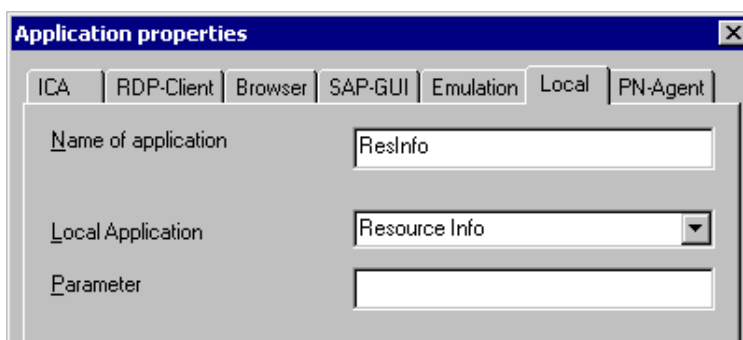 Application properties
ICA RDP-Client Browser SAP-GUI Emulation Local PN-Agent
Name of application ResInfo
Local Application Resource Info
Parameter